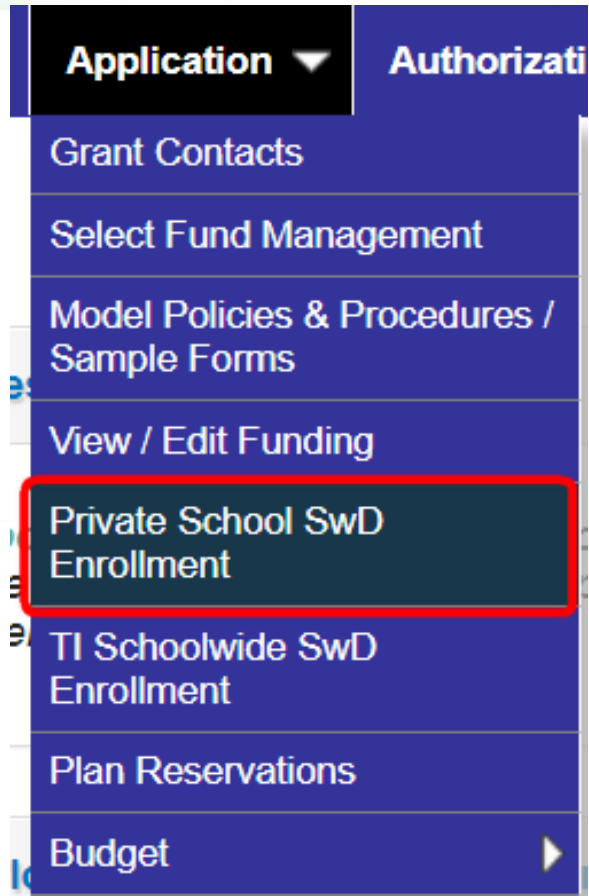 Application Authorizati
Grant Contacts
Select Fund Management
Model Policies & Procedures /
Sample Forms
View / Edit Funding
Private School SwD
Enrollment
TI Schoolwide SwD
Enrollment
Plan Reservations
Budget